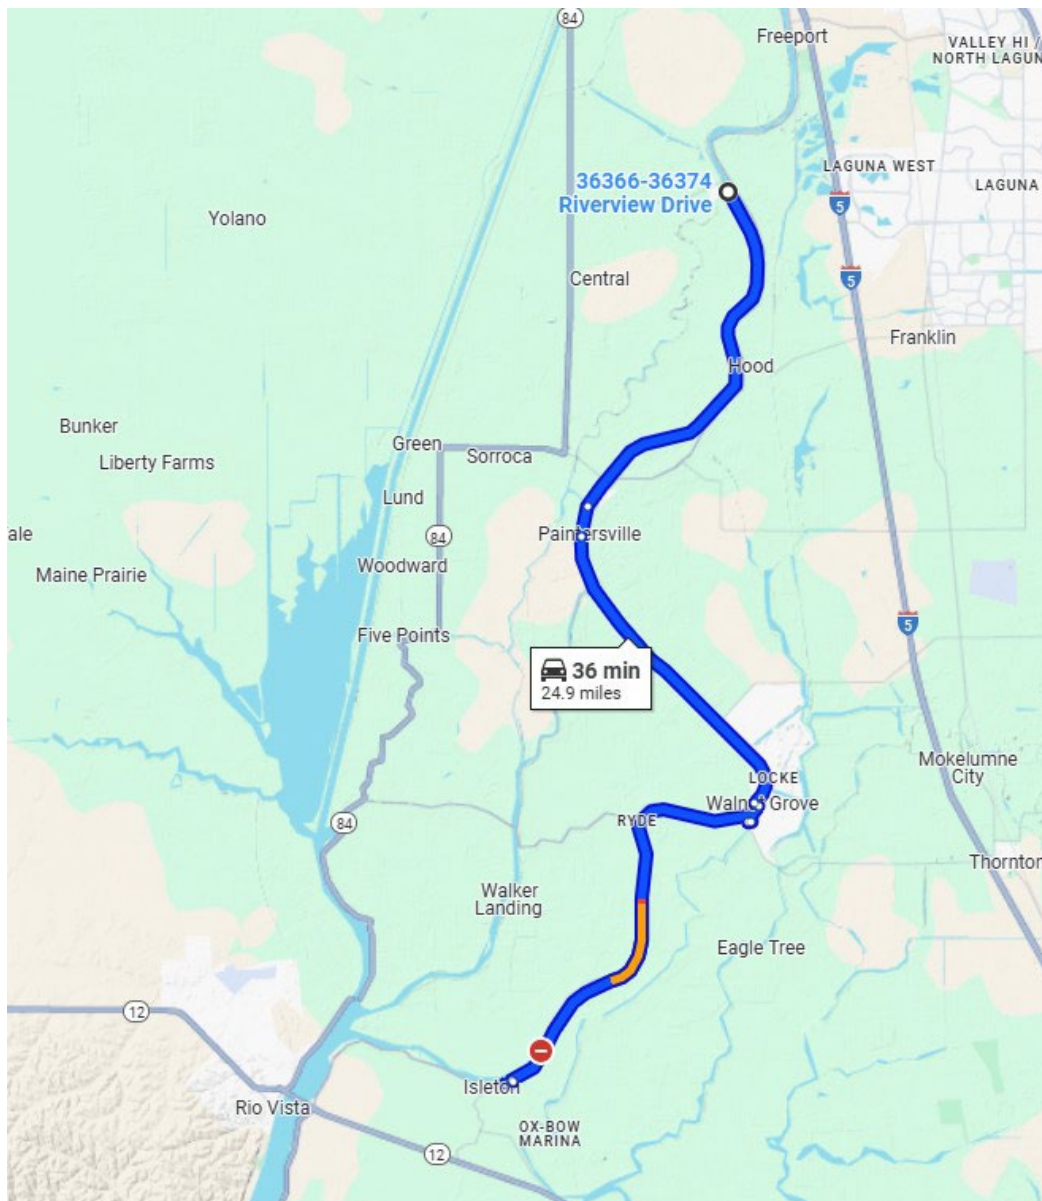 84
Freeport
VALLEY HI /
NORTH LAGUN
LAGUNA WEST
36366-36374
Riverview Drive
LAGUNA
5
Yolano
Central
5
Franklin
Hood
Bunker
Green
Sorroca
Liberty Farms
Lund
ale
84
Paintersville
Woodward
Maine Prairie
5
Five Points
36 min
24.9 miles
Mokelumne
City
LOCKE
Walnut Grove
84
RYDE
Thornton
Walker
Landing
Eagle Tree
12
Isleton
Rio Vista
OX-BOW
MARINA
12